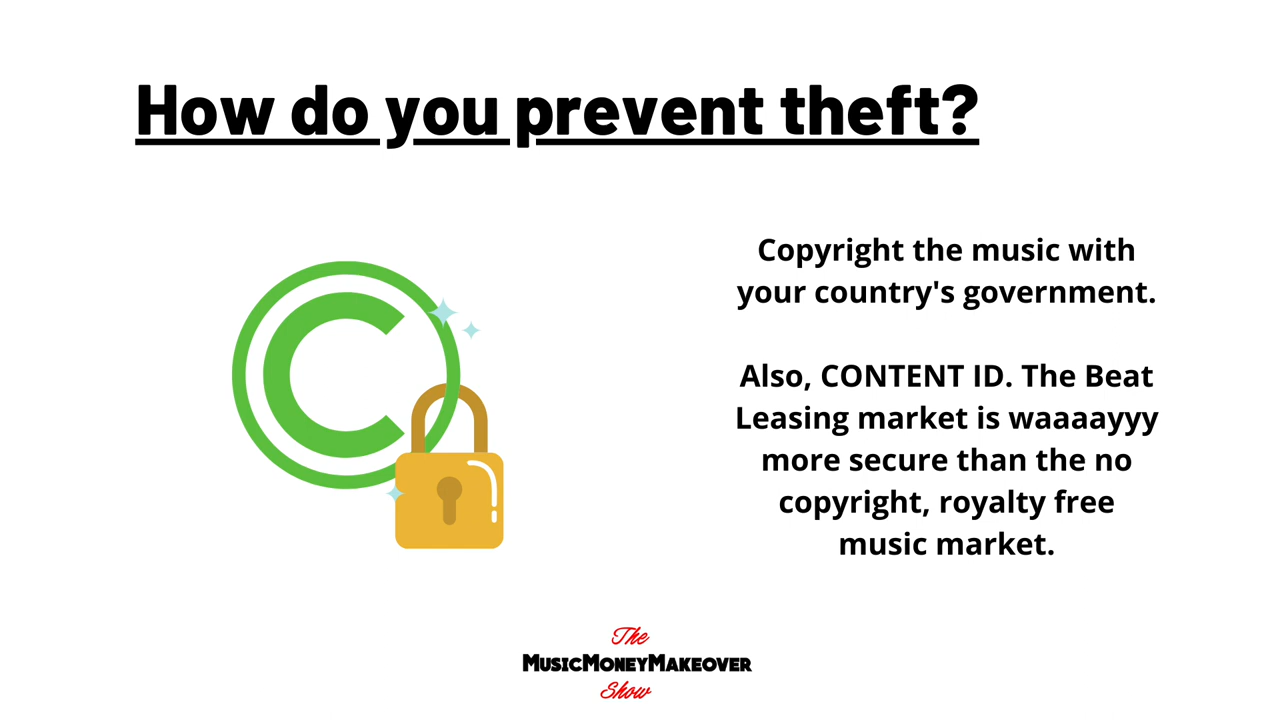 How do you prevent theft?
Copyright the music with
your country's government.
Also, CONTENT ID. The Beat
Leasing market is waaaayyy
more secure than the no
copyright, royalty free
music market.
The
MusicMoneyMakeover
Show